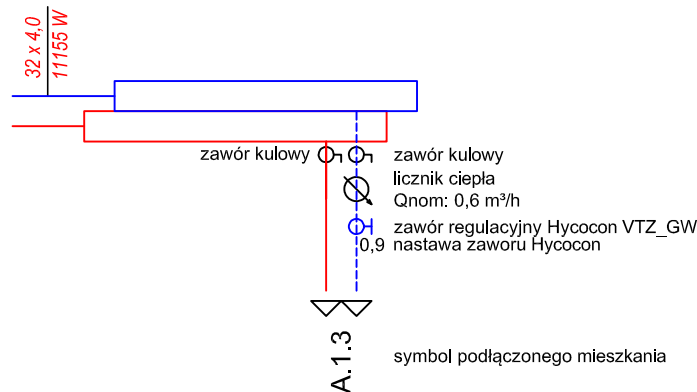 32 x 4,0
11155 W
zawór kulowy
zawór kulowy
licznik ciepła
Qnom: 0,6 m³/h
zawór regulacyjny Hycocon VTZ_GW
0,9 nastawa zaworu Hycocon
A.1.3
symbol podłączonego mieszkania